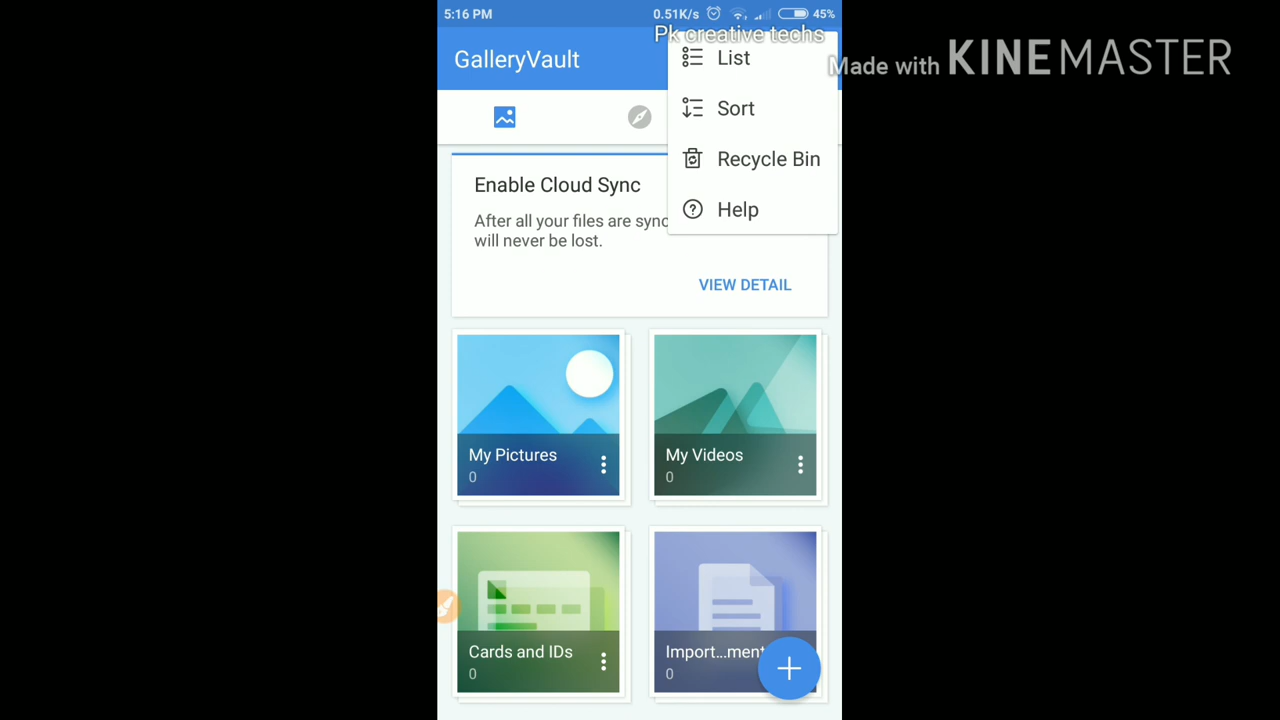 5:16 PM 0.51K/s 45%
Pk creative techs
Made with KINEMASTER
GalleryVault
List
Sort
Recycle Bin
Help
Enable Cloud Sync
After all your files are sync
will never be lost.
VIEW DETAIL
My Pictures
0
My Videos
0
Cards and IDs
0
Import...ment
0